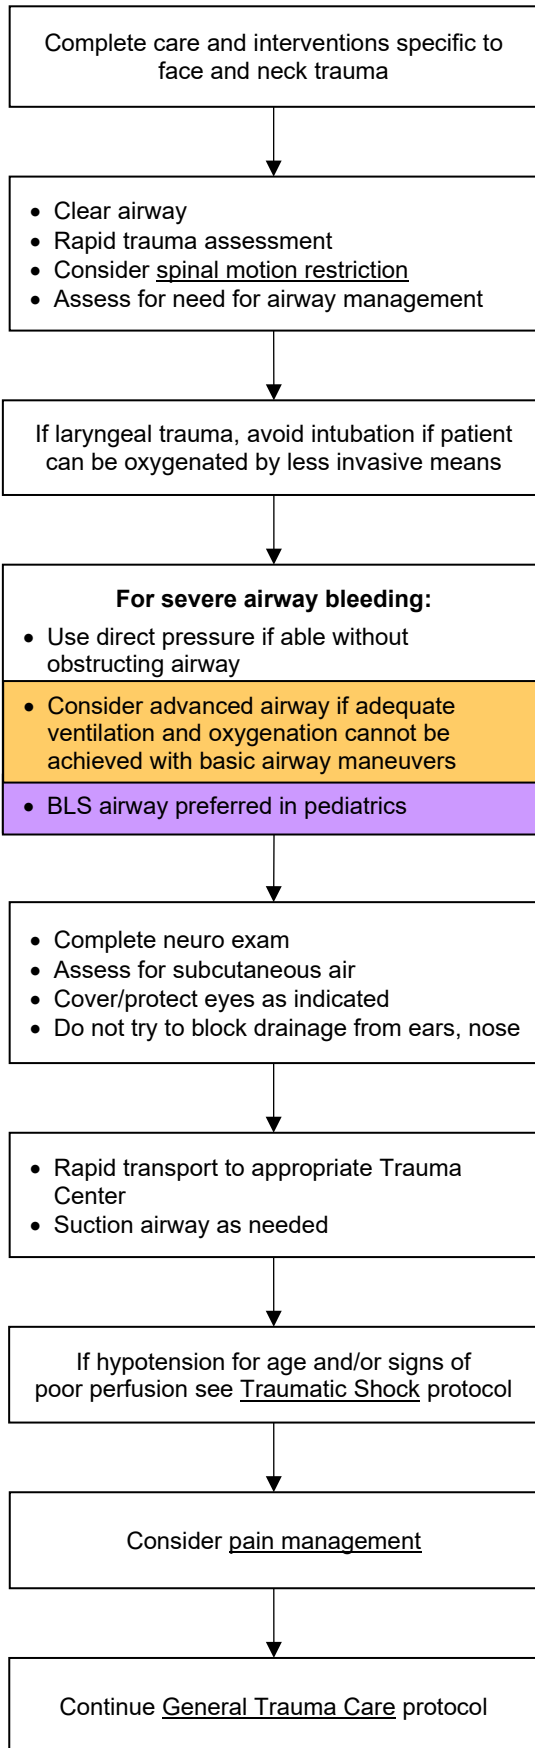 Complete care and interventions specific to
face and neck trauma
• Clear airway
• Rapid trauma assessment
• Consider spinal motion restriction
• Assess for need for airway management
If laryngeal trauma, avoid intubation if patient
can be oxygenated by less invasive means
For severe airway bleeding:
• Use direct pressure if able without
obstructing airway
• Consider advanced airway if adequate
ventilation and oxygenation cannot be
achieved with basic airway maneuvers
• BLS airway preferred in pediatrics
• Complete neuro exam
• Assess for subcutaneous air
• Cover/protect eyes as indicated
• Do not try to block drainage from ears, nose
• Rapid transport to appropriate Trauma
Center
• Suction airway as needed
If hypotension for age and/or signs of
poor perfusion see Traumatic Shock protocol
Consider pain management
Continue General Trauma Care protocol